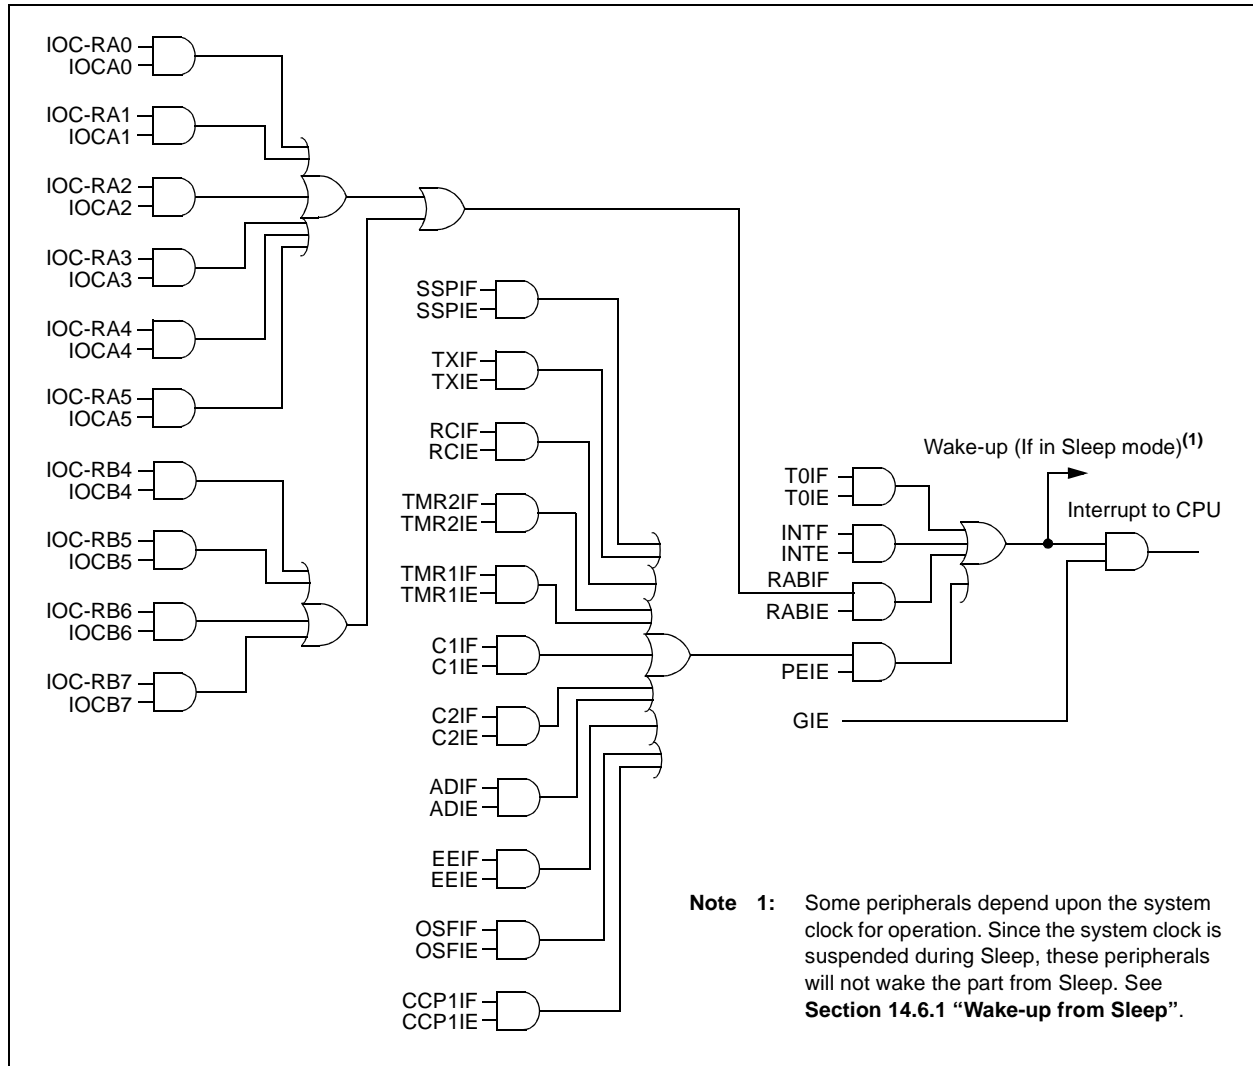 IOC-RA0
IOCA0
IOC-RA1
IOCA1
IOC-RA2
IOCA2
IOC-RA3
IOCA3
IOC-RA4
IOCA4
IOC-RA5
IOCA5
IOC-RB4
IOCB4
IOC-RB5
IOCB5
IOC-RB6
IOCB6
IOC-RB7
IOCB7
SSPIF
SSPIE
TXIF
TXIE
RCIF
RCIE
TMR2IF
TMR2IE
TMR1IF
TMR1IE
C1IF
C1IE
C2IF
C2IE
ADIF
ADIE
EEIF
EEIE
OSFIF
OSFIE
CCP1IF
CCP1IE
T0IF
T0IE
INTF
INTE
RABIF
RABIE
PEIE
GIE
Wake-up (If in Sleep mode)(1)
Interrupt to CPU
Note 1: Some peripherals depend upon the system
clock for operation. Since the system clock is
suspended during Sleep, these peripherals
will not wake the part from Sleep. See
Section 14.6.1 “Wake-up from Sleep”.